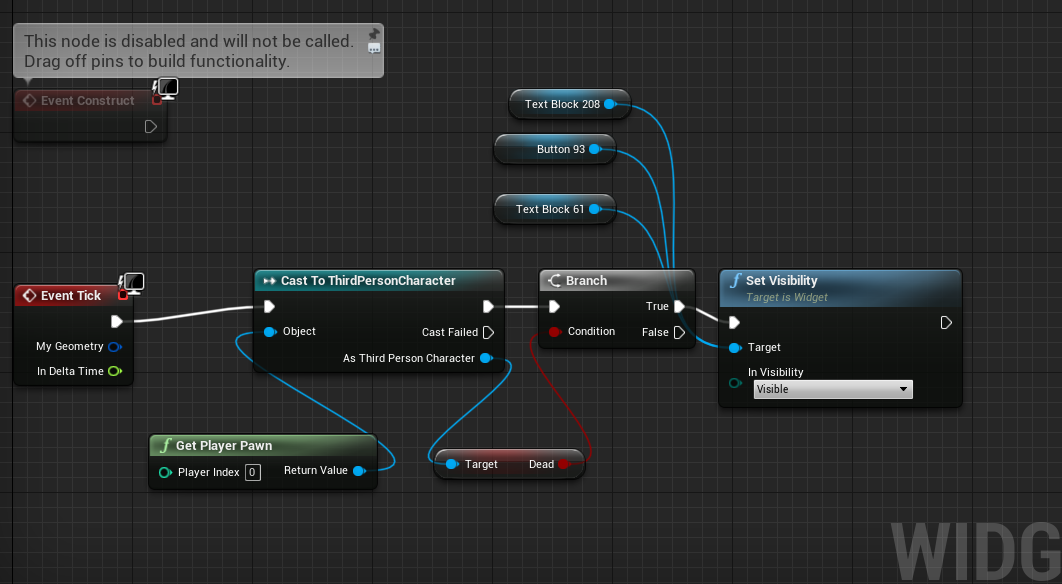 This node is disabled and will not be called.
Drag off pins to build functionality.
Event Construct
Text Block 208
Button 93
Text Block 61
Event Tick
My Geometry
In Delta Time
Cast To ThirdPersonCharacter
Object
Cast Failed
As Third Person Character
Branch
True
Condition
False
Set Visibility
Target is Widget
Target
In Visibility
Visible
Get Player Pawn
Player Index 0
Return Value
Target
Dead
WIDG